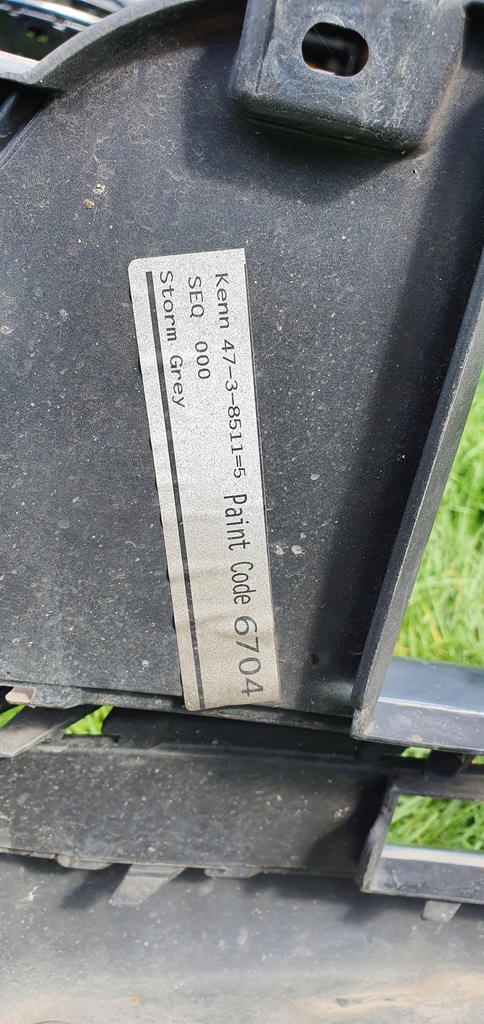 Kenn 47-3-8511=5 Paint Code 6704
SEQ 000
Storm Grey